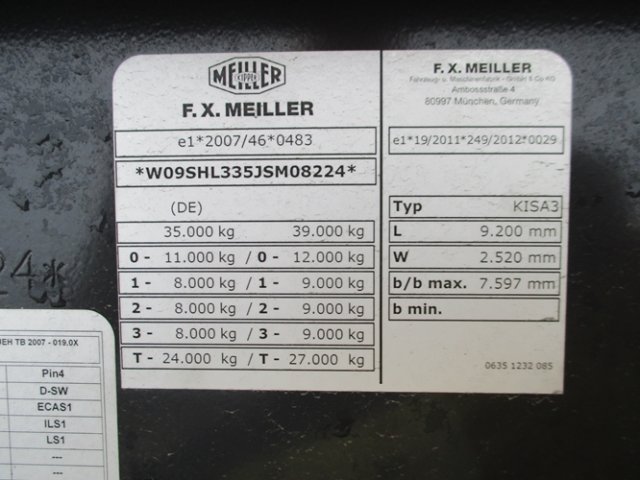 MEILLER
KIPPER
F. X. MEILLER
e1*2007/46*0483
*W09SHL335JSM08224*
(DE)
35.000 kg 39.000 kg
0 - 11.000 kg / 0 - 12.000 kg
1 - 8.000 kg / 1 - 9.000 kg
2 - 8.000 kg / 2 - 9.000 kg
3 - 8.000 kg / 3 - 9.000 kg
T - 24.000 kg / T - 27.000 kg
F. X. MEILLER
Fahrzeug- u. Maschinenfabrik - GmbH & Co KG
Ambossstraße 4
80997 München, Germany
e1*19/2011*249/2012*0029
Typ KISA3
L 9.200 mm
W 2.520 mm
b/b max. 7.597 mm
b min.
0635 1232 085
24*
EH TB 2007 - 019.0X
Pin4
D-SW
ECAS1
ILS1
LS1
---
---